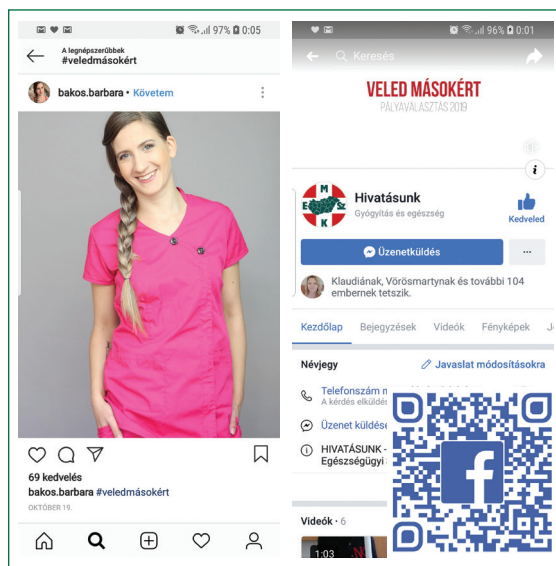 97% 0:05
A legnépszerűbbek
#veledmásokért
bakos.barbara • Követem
69 kedvelés
bakos.barbara #veledmásokért
OKTÓBER 19.
96% 0:01
Keresés
VELED MÁSOKÉRT
PÁLYAVÁLASZTÁS 2019
i
M
E & SZ
K
Hivatásunk
Gyógyítás és egészség
Kedveled
Üzenetküldés
Klaudiának, Vörösmartynak és további 104
embernek tetszik.
Kezdőlap Bejegyzések Videók Fényképek
Névjegy Javaslat módosításokra
Telefonszám
A kérdés elküldés
Üzenet küldése
HIVATÁSUNK -
Egészségügyi
Videók · 6
1:03
f